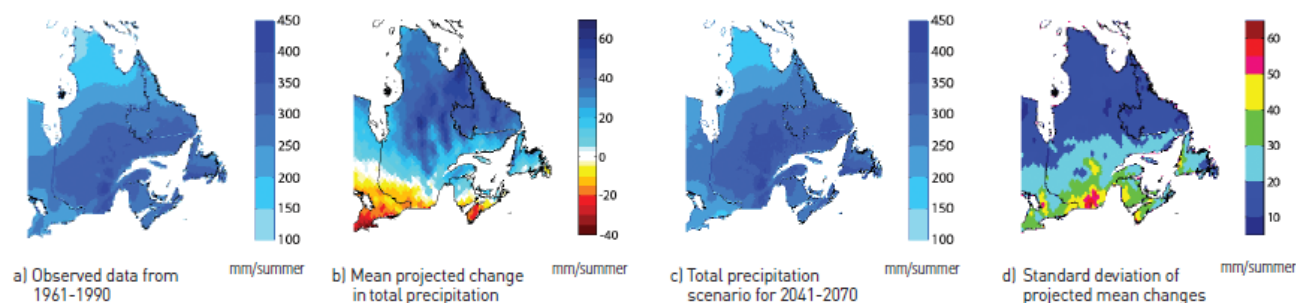 450
400
350
300
250
200
150
100
60
40
20
0
-20
-40
450
400
350
300
250
200
150
100
60
50
40
30
20
10
a) Observed data from
1961-1990
mm/summer
b) Mean projected change
in total precipitation
mm/summer
c) Total precipitation
scenario for 2041-2070
mm/summer
d) Standard deviation of
projected mean changes
mm/summer